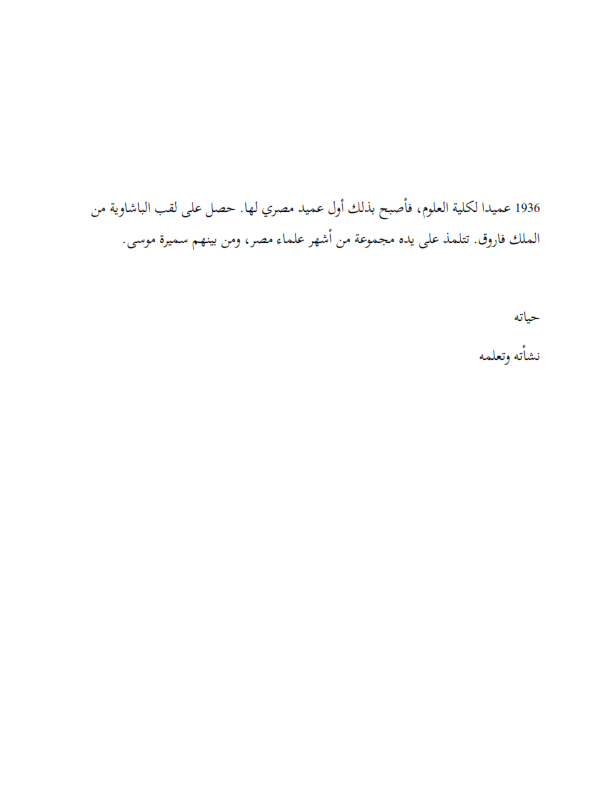 1936 عميدا لكلية العلوم، فأصبح بذلك أول عميد مصري لها. حصل على لقب الباشاوية من
الملك فاروق. تتلمذ على يده مجموعة من أشهر علماء مصر، ومن بينهم سميرة موسى.
حياته
نشأته وتعلمه